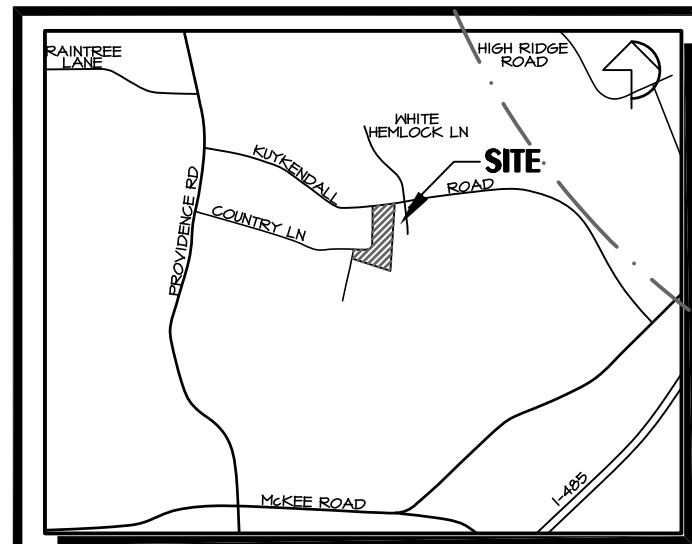 RAINTREE
LANE
HIGH RIDGE
ROAD
WHITE
HEMLOCK LN
KUYKENDALL
SITE
ROAD
COUNTRY LN
PROVIDENCE RD
McKEE ROAD
I-485